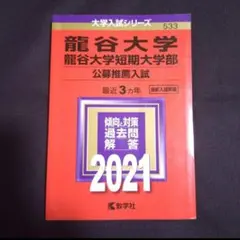 大学入試シリーズ
533
龍谷大学
龍谷大学短期大学部
公募推薦入試
最近3ヵ年
傾向と対策
過去問
解答
2021
教学社